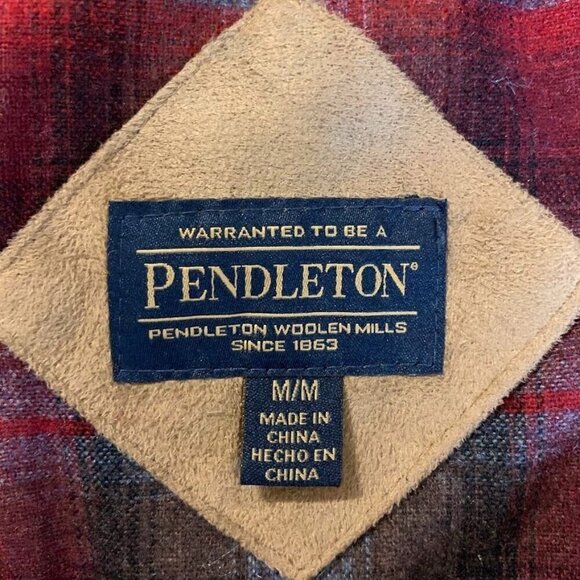 WARRANTED TO BE A
PENDLETON®
PENDLETON WOOLEN MILLS
SINCE 1863
M/M
MADE IN
CHINA
HECHO EN
CHINA